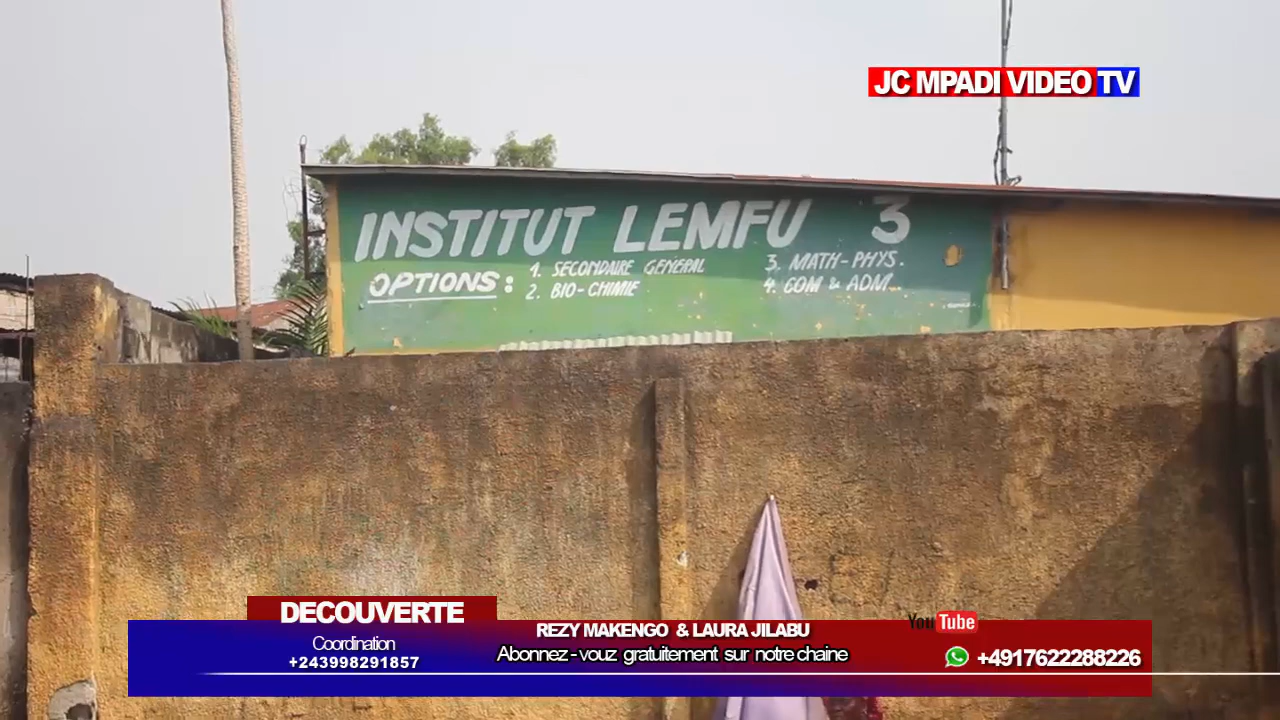 JC MPADI VIDEO TV
INSTITUT LEMFU 3
OPTIONS: 1. SECONDAIRE GENERAL
2. BIO-CHIMIE
3. MATH-PHYS.
4. COM & ADM.
DECOUVERTE
Coordination
+243998291857
REZY MAKENGO & LAURA JILABU
Abonnez-vouz gratuitement sur notre chaine
YouTube
+4917622288226